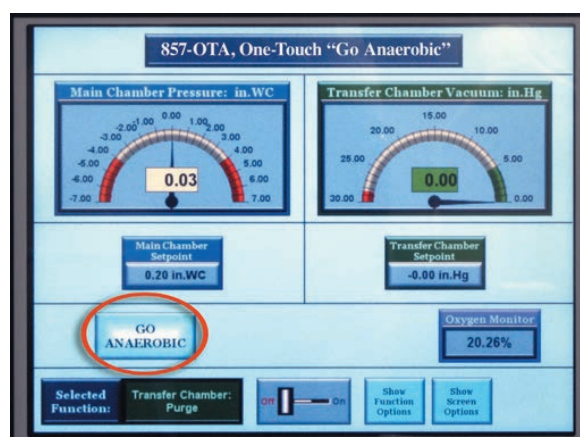 857-OTA, One-Touch “Go Anaerobic”
Main Chamber Pressure: in.WC
-7.00
-6.00
-5.00
-4.00
-3.00
-2.00
-1.00
0.00
1.00
2.00
3.00
4.00
5.00
6.00
7.00
0.03
Transfer Chamber Vacuum: in.Hg
30.00
25.00
20.00
15.00
10.00
5.00
0.00
0.00
Main Chamber
Setpoint
0.20 in.WC
Transfer Chamber
Setpoint
-0.00 in.Hg
GO
ANAEROBIC
Oxygen Monitor
20.26%
Selected
Function:
Transfer Chamber:
Purge
Off
On
Show
Function
Options
Show
Screen
Options